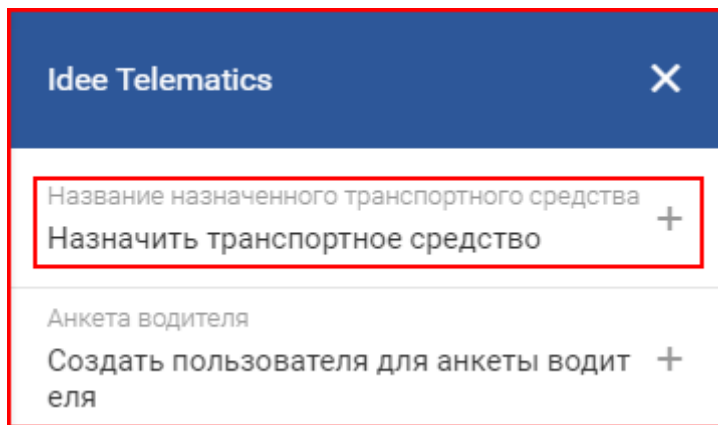 Idee Telematics
Название назначенного транспортного средства
Назначить транспортное средство
Анкета водителя
Создать пользователя для анкеты водит
еля